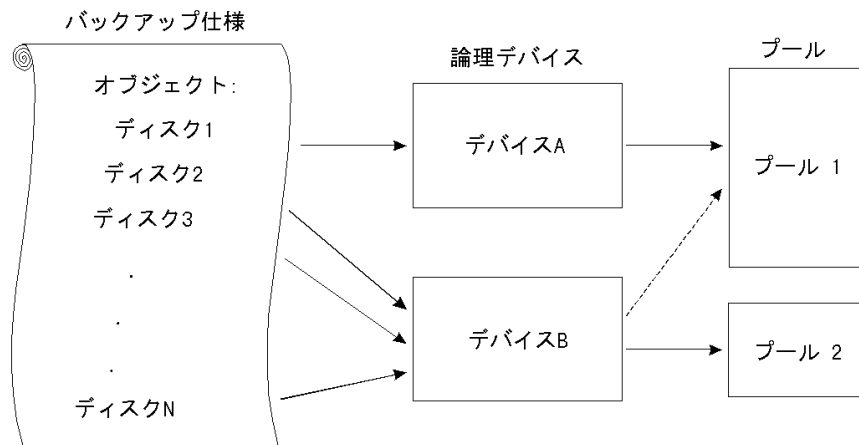 バックアップ仕様
オブジェクト:
ディスク1
ディスク2
ディスク3
.
.
.
ディスクN
論理デバイス
デバイスA
デバイスB
プール
プール 1
プール 2